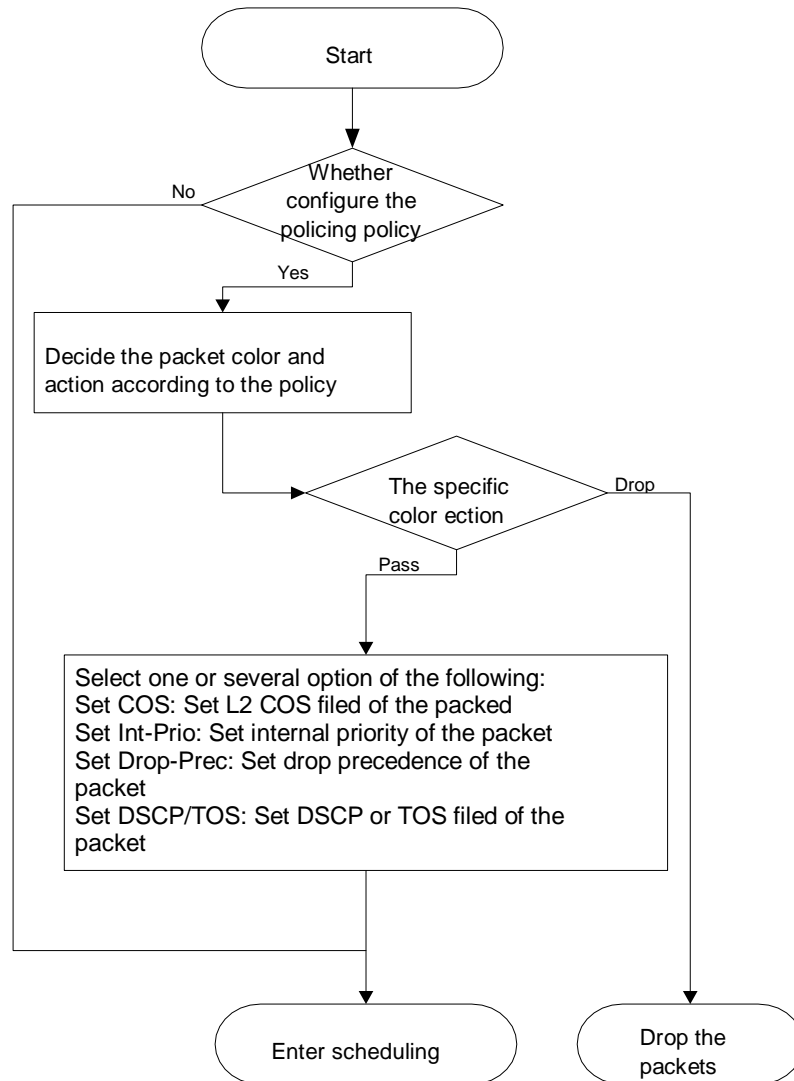 Start
Whether
configure the
policing policy
No
Yes
Decide the packet color and
action according to the policy
The specific
color ection
Drop
Pass
Select one or several option of the following:
Set COS: Set L2 COS filed of the packed
Set Int-Prio: Set internal priority of the packet
Set Drop-Prec: Set drop precedence of the
packet
Set DSCP/TOS: Set DSCP or TOS filed of the
packet
Enter scheduling
Drop the
packets